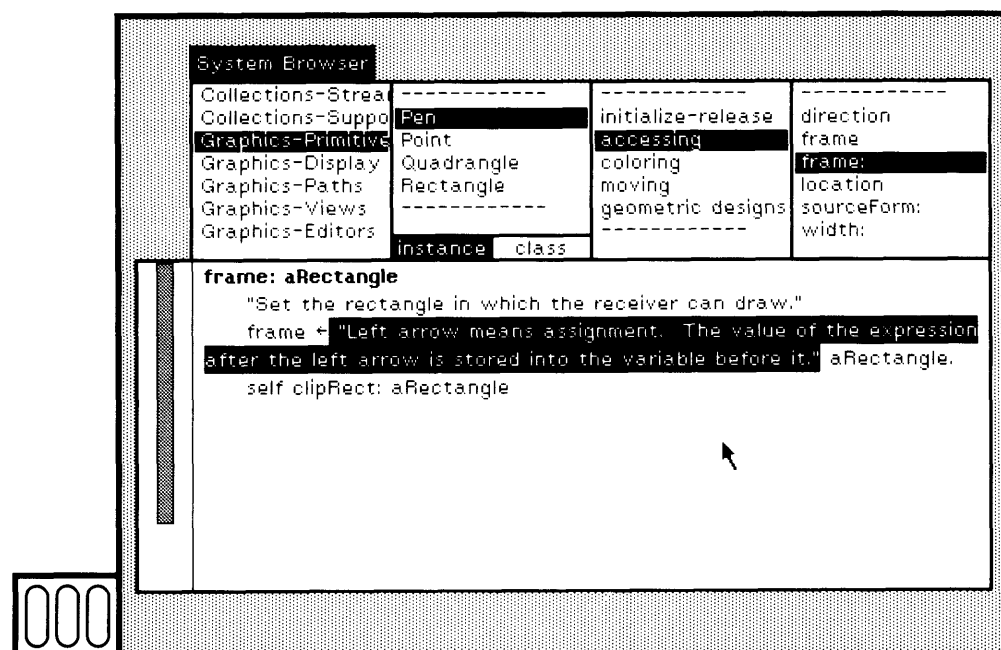 System Browser
Collections-Strea
Collections-Suppo
Graphics-Primitive
Graphics-Display
Graphics-Paths
Graphics-Views
Graphics-Editors
------------
Pen
Point
Quadrangle
Rectangle
------------
instance class
------------
initialize-release
accessing
coloring
moving
geometric designs
------------
------------
direction
frame
frame:
location
sourceForm:
width:
frame: aRectangle
"Set the rectangle in which the receiver can draw."
frame ← "Left arrow means assignment. The value of the expression
after the left arrow is stored into the variable before it." aRectangle.
self clipRect: aRectangle